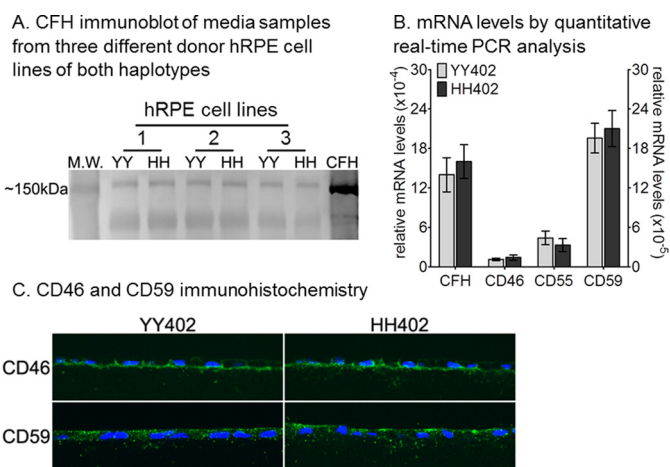 A. CFH immunoblot of media samples
from three different donor hRPE cell
lines of both haplotypes
hRPE cell lines
1 2 3
M.W. YY HH YY HH YY HH CFH
~150kDa
B. mRNA levels by quantitative
real-time PCR analysis
relative mRNA levels (x10-4)
30
24
18
12
6
0
YY402
HH402
30
24
18
12
6
0
relative mRNA levels (x10-5)
CFH CD46 CD55 CD59
C. CD46 and CD59 immunohistochemistry
YY402 HH402
CD46
CD59